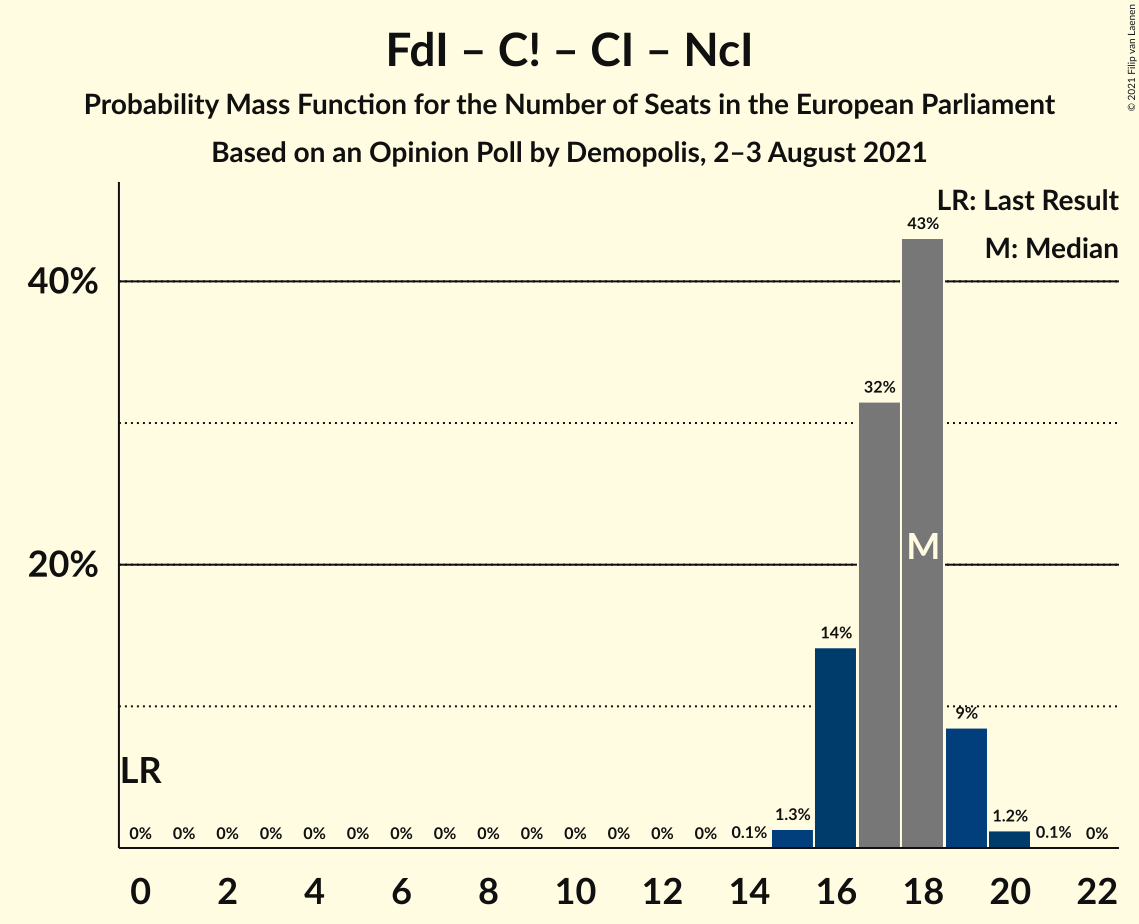 FdI – C! – CI – NcI
Probability Mass Function for the Number of Seats in the European Parliament
Based on an Opinion Poll by Demopolis, 2–3 August 2021
© 2021 Filip van Laenen
LR: Last Result
M: Median
43%
40%
32%
M
20%
14%
9%
LR
0% 0% 0% 0% 0% 0% 0% 0% 0% 0% 0% 0% 0% 0% 0.1% 1.3% 1.2% 0.1% 0%
0 2 4 6 8 10 12 14 16 18 20 22